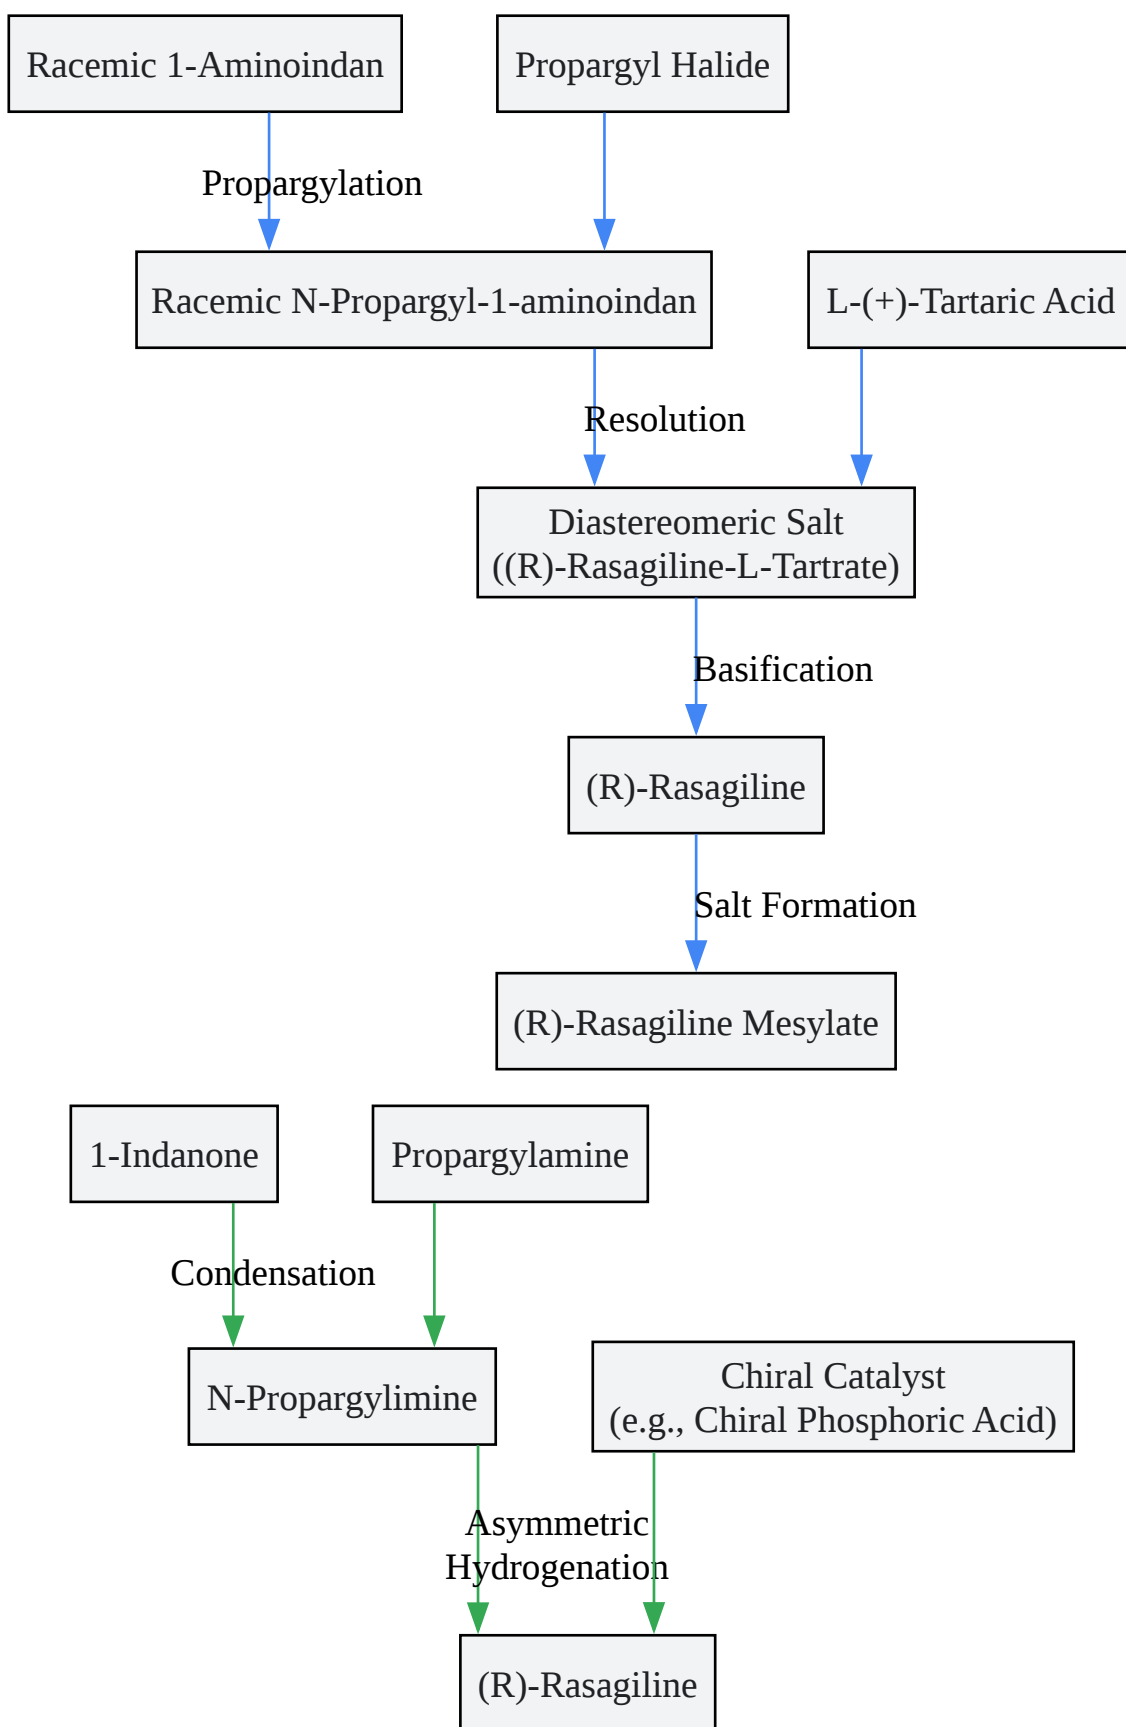 Racemic 1-Aminoindan
Propargyl Halide
Propargylation
Racemic N-Propargyl-1-aminoindan
L-(+)-Tartaric Acid
Resolution
Diastereomeric Salt
((R)-Rasagiline-L-Tartrate)
Basification
(R)-Rasagiline
Salt Formation
(R)-Rasagiline Mesylate
1-Indanone
Propargylamine
Condensation
N-Propargylimine
Chiral Catalyst
(e.g., Chiral Phosphoric Acid)
Asymmetric
Hydrogenation
(R)-Rasagiline